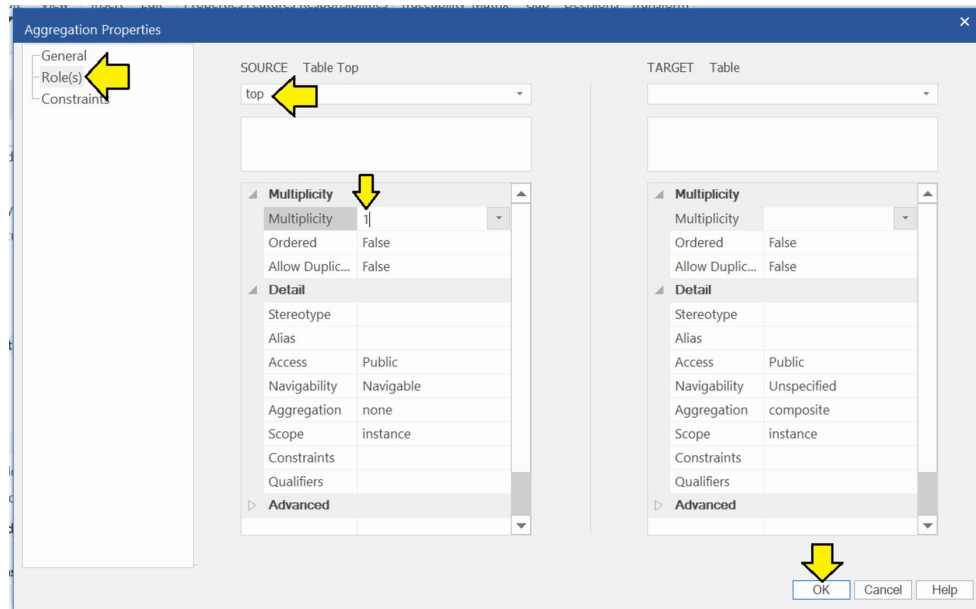 Aggregation Properties ×
General
Role(s)
Constraints
SOURCE Table Top
top
Multiplicity
Multiplicity 1
Ordered False
Allow Duplic... False
Detail
Stereotype
Alias
Access Public
Navigability Navigable
Aggregation none
Scope instance
Constraints
Qualifiers
Advanced
TARGET Table
Multiplicity
Multiplicity
Ordered False
Allow Duplic... False
Detail
Stereotype
Alias
Access Public
Navigability Unspecified
Aggregation composite
Scope instance
Constraints
Qualifiers
Advanced
OK Cancel Help